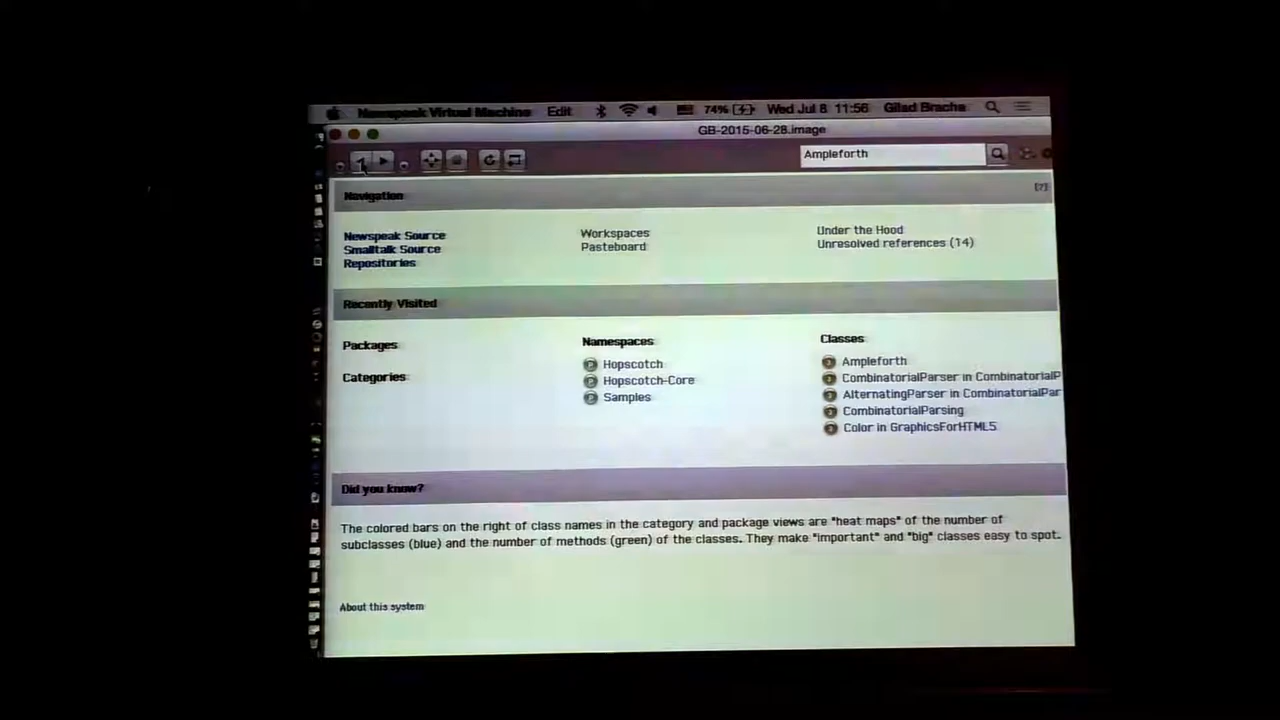 Newspeak Virtual Machine Edit 74% Wed Jul 8 11:56 Gilad Bracha
GB-2015-06-28.image
Ampleforth
Navigation [?]
Newspeak Source
Smalltalk Source
Repositories
Workspaces
Pasteboard
Under the Hood
Unresolved references (14)
Recently Visited
Packages
Categories
Namespaces
Hopscotch
Hopscotch-Core
Samples
Classes
Ampleforth
CombinatorialParser in CombinatorialP
AlternatingParser in CombinatorialPar
CombinatorialParsing
Color in GraphicsForHTML5
Did you know?
The colored bars on the right of class names in the category and package views are "heat maps" of the number of
subclasses (blue) and the number of methods (green) of the classes. They make "important" and "big" classes easy to spot.
About this system